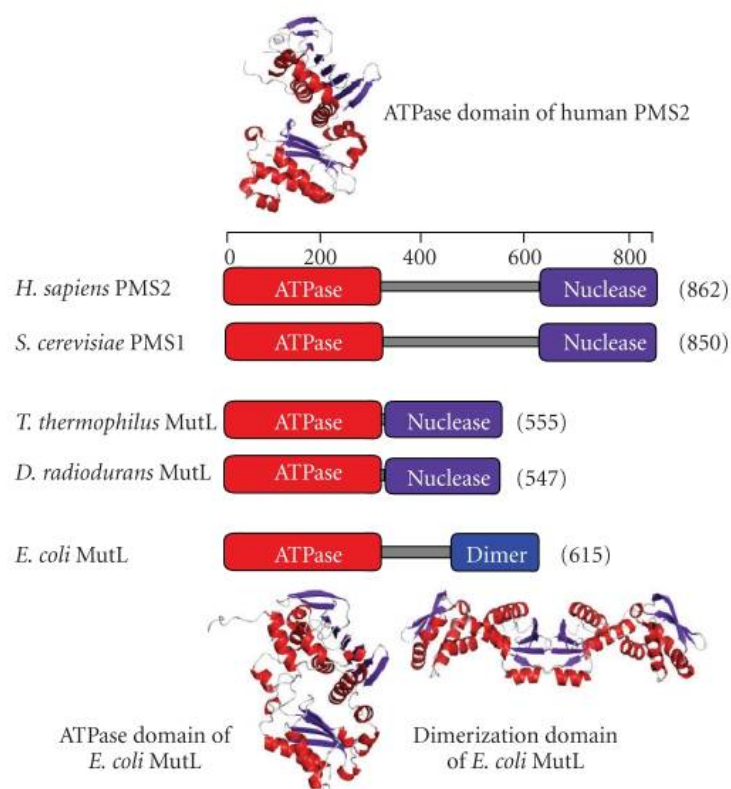 ATPase domain of human PMS2
0 200 400 600 800
H. sapiens PMS2 ATPase Nuclease (862)
S. cerevisiae PMS1 ATPase Nuclease (850)
T. thermophilus MutL ATPase Nuclease (555)
D. radiodurans MutL ATPase Nuclease (547)
E. coli MutL ATPase Dimer (615)
ATPase domain of
E. coli MutL
Dimerization domain
of E. coli MutL